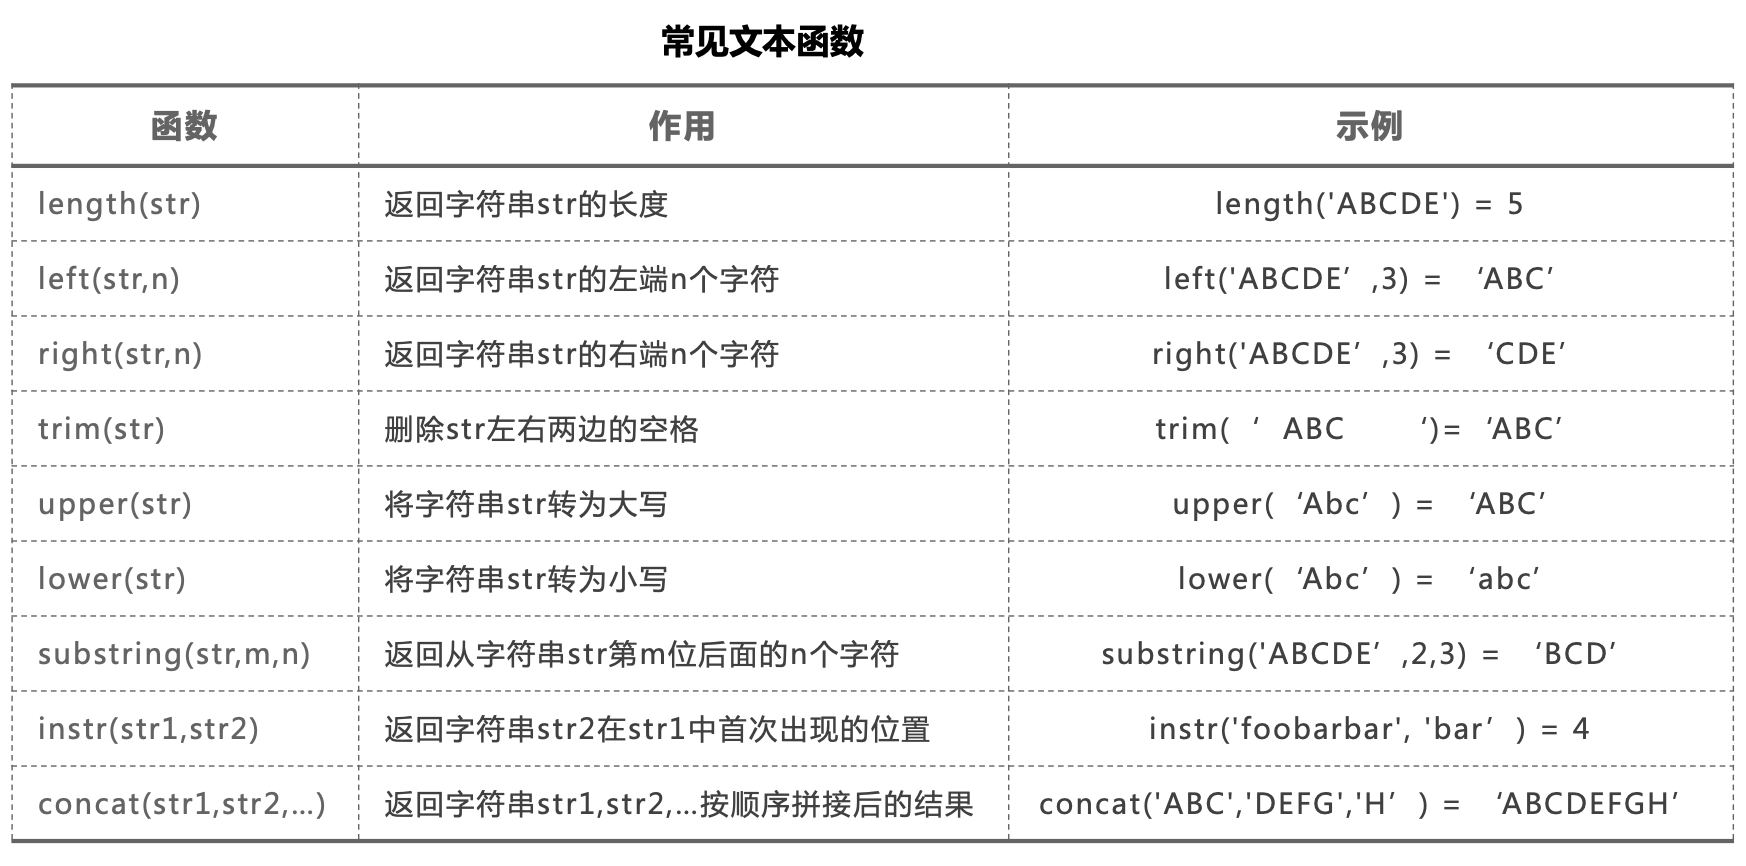 常见文本函数
函数 作用 示例
length(str) 返回字符串str的长度 length('ABCDE') = 5
left(str,n) 返回字符串str的左端n个字符 left('ABCDE’ ,3) = ‘ABC’
right(str,n) 返回字符串str的右端n个字符 right('ABCDE’ ,3) = ‘CDE’
trim(str) 删除str左右两边的空格 trim( ‘ ABC ‘)= ‘ABC’
upper(str) 将字符串str转为大写 upper( ‘Abc’ ) = ‘ABC’
lower(str) 将字符串str转为小写 lower( ‘Abc’ ) = ‘abc’
substring(str,m,n) 返回从字符串str第m位后面的n个字符 substring('ABCDE’ ,2,3) = ‘BCD’
instr(str1,str2) 返回字符串str2在str1中首次出现的位置 instr('foobarbar', 'bar’ ) = 4
concat(str1,str2,...) 返回字符串str1,str2,...按顺序拼接后的结果 concat('ABC','DEFG','H’ ) = ‘ABCDEFGH’